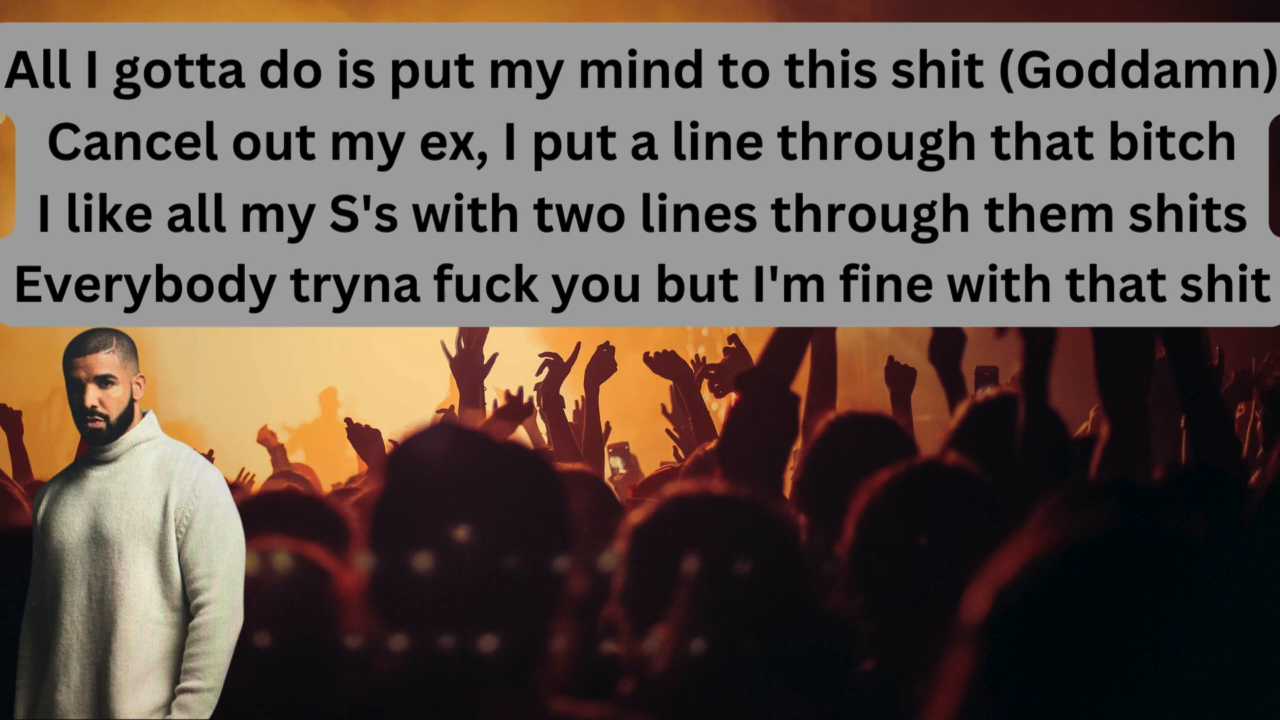 All I gotta do is put my mind to this shit (Goddamn)
Cancel out my ex, I put a line through that bitch
I like all my S's with two lines through them shits
Everybody tryna fuck you but I'm fine with that shit